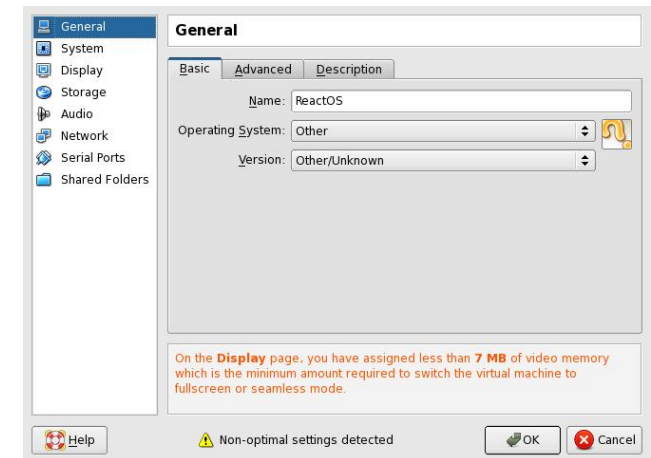 General
System
Display
Storage
Audio
Network
Serial Ports
Shared Folders
General
Basic Advanced Description
Name: ReactOS
Operating System: Other
Version: Other/Unknown
On the Display page, you have assigned less than 7 MB of video memory
which is the minimum amount required to switch the virtual machine to
fullscreen or seamless mode.
Help
Non-optimal settings detected
OK
Cancel